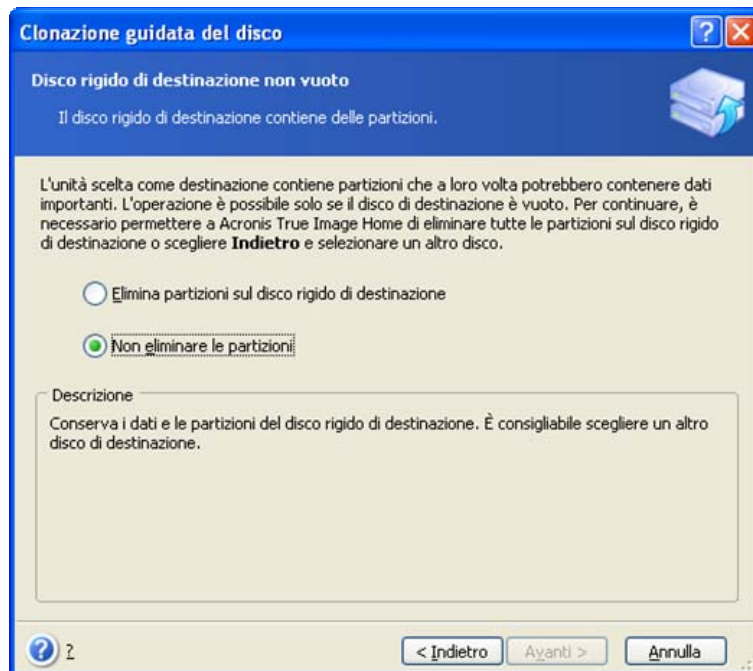 Clonazione guidata del disco
Disco rigido di destinazione non vuoto
Il disco rigido di destinazione contiene delle partizioni.
L'unità scelta come destinazione contiene partizioni che a loro volta potrebbero contenere dati
importanti. L'operazione è possibile solo se il disco di destinazione è vuoto. Per continuare, è
necessario permettere a Acronis True Image Home di eliminare tutte le partizioni sul disco rigido
di destinazione o scegliere Indietro e selezionare un altro disco.
Elimina partizioni sul disco rigido di destinazione
Non eliminare le partizioni
Descrizione
Conserva i dati e le partizioni del disco rigido di destinazione. È consigliabile scegliere un altro
disco di destinazione.
? < Indietro Avanti > Annulla